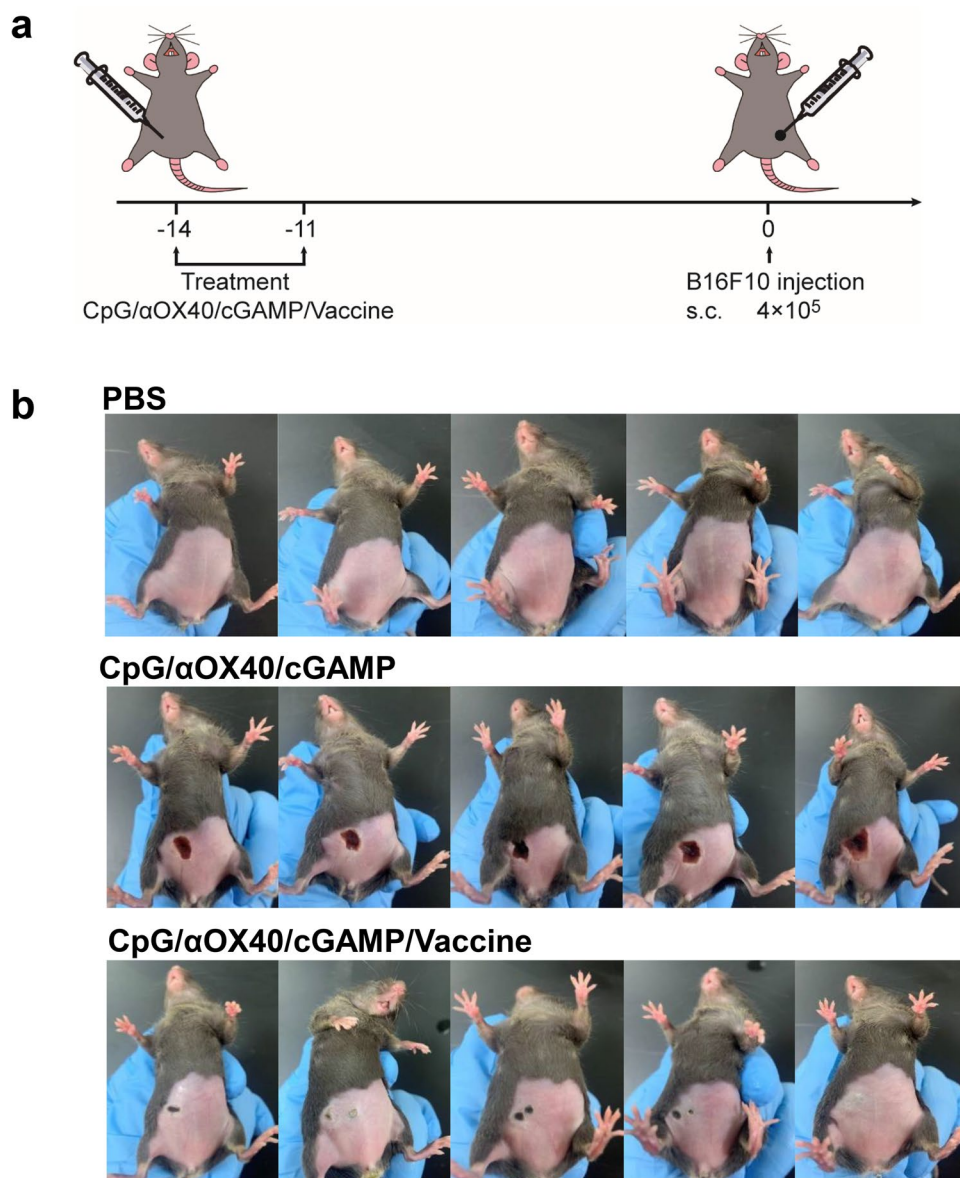 a
-14 -11 0
Treatment
CpG/αOX40/cGAMP/Vaccine
B16F10 injection
s.c. 4×10⁵
b
PBS
CpG/αOX40/cGAMP
CpG/αOX40/cGAMP/Vaccine